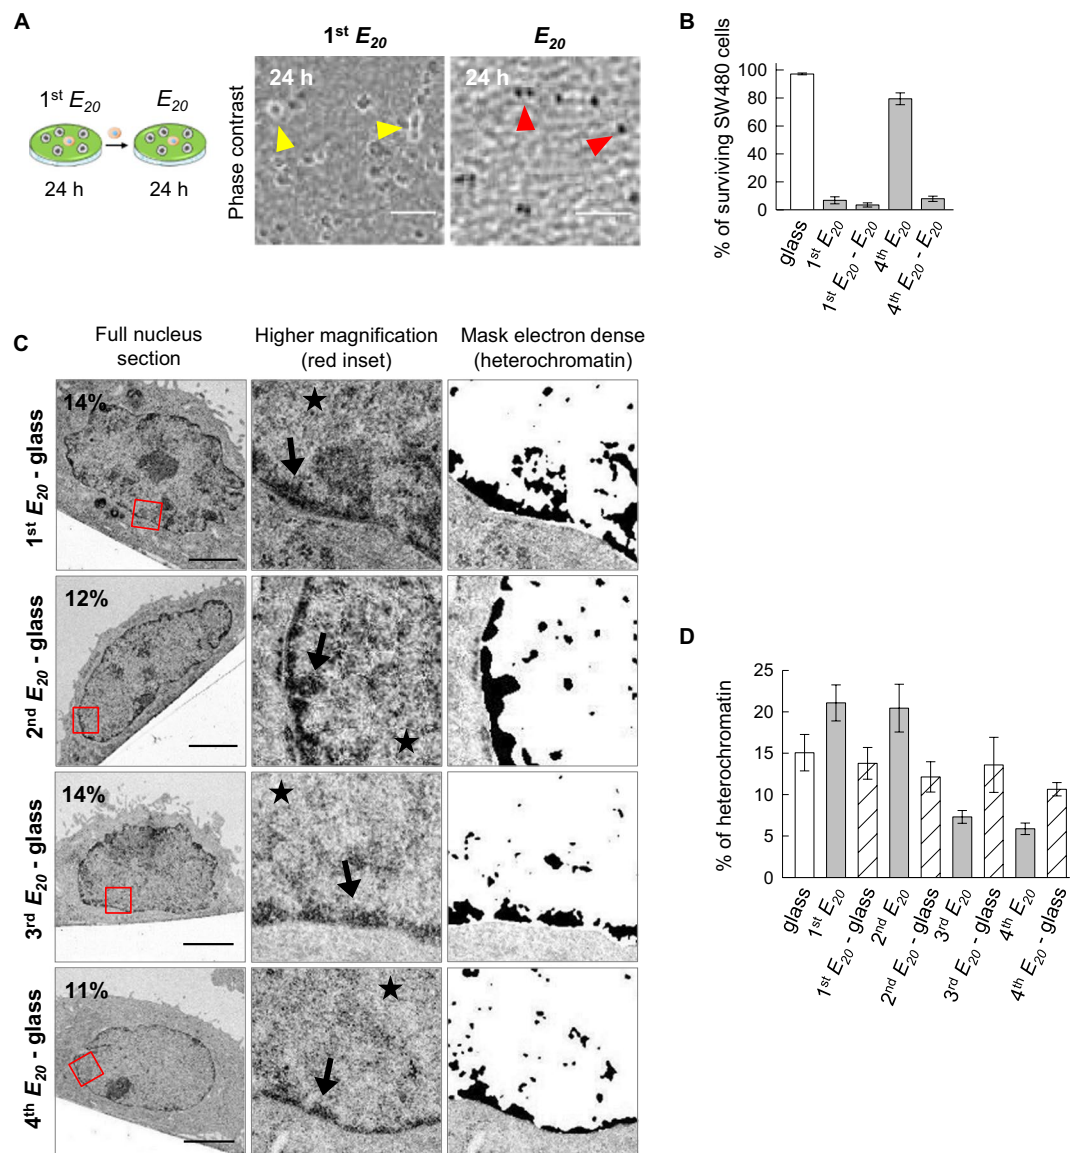 A
1st E20
E20
24 h
24 h
Phase contrast
1st E20
E20
24 h
24 h
B
% of surviving SW480 cells
100
80
60
40
20
0
glass
1st E20
1st E20 - E20
4th E20
4th E20 - E20
C
Full nucleus
section
Higher magnification
(red inset)
Mask electron dense
(heterochromatin)
1st E20 - glass
14%
2nd E20 - glass
12%
3rd E20 - glass
14%
4th E20 - glass
11%
D
% of heterochromatin
25
20
15
10
5
0
glass
1st E20
1st E20 - glass
2nd E20
2nd E20 - glass
3rd E20
3rd E20 - glass
4th E20
4th E20 - glass